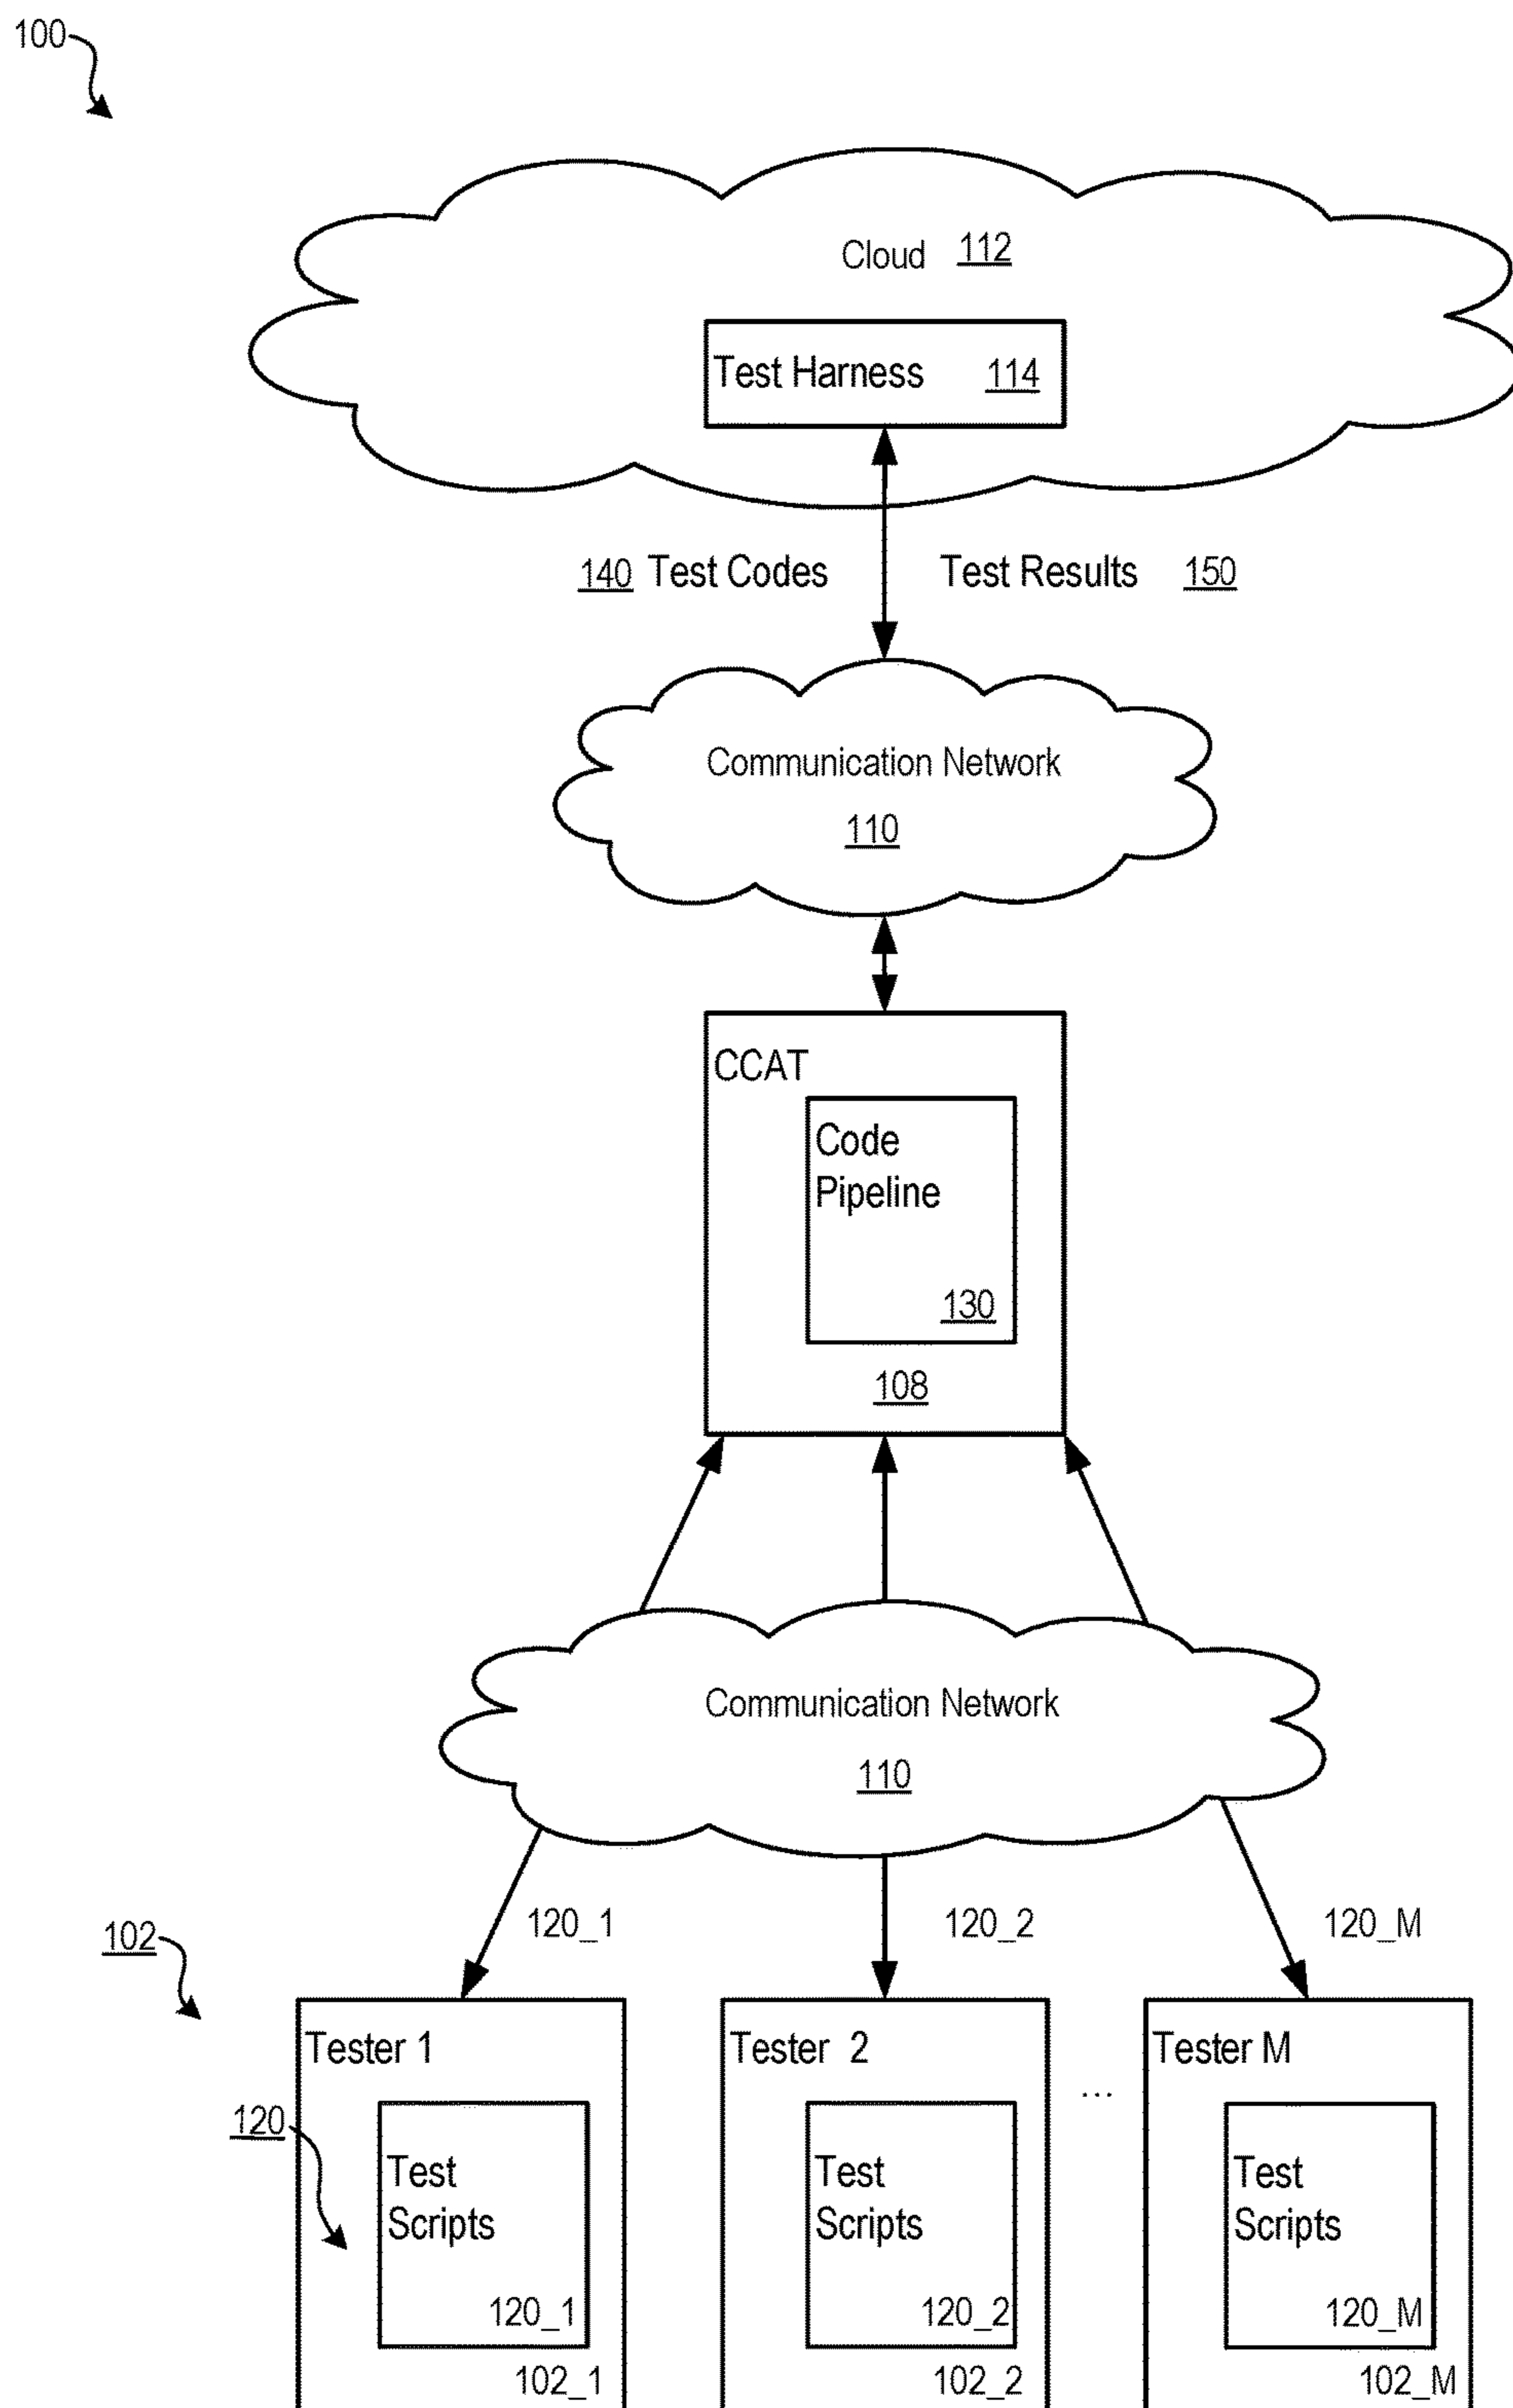 100
Cloud 112
Test Harness 114
140 Test Codes Test Results 150
Communication Network
110
CCAT
Code
Pipeline
130
108
Communication Network
110
120_1 120_2 120_M
102
Tester 1 Tester 2 Tester M
...
120
Test Test Test
Scripts Scripts Scripts
120_1 120_2 120_M
102_1 102_2 102_M